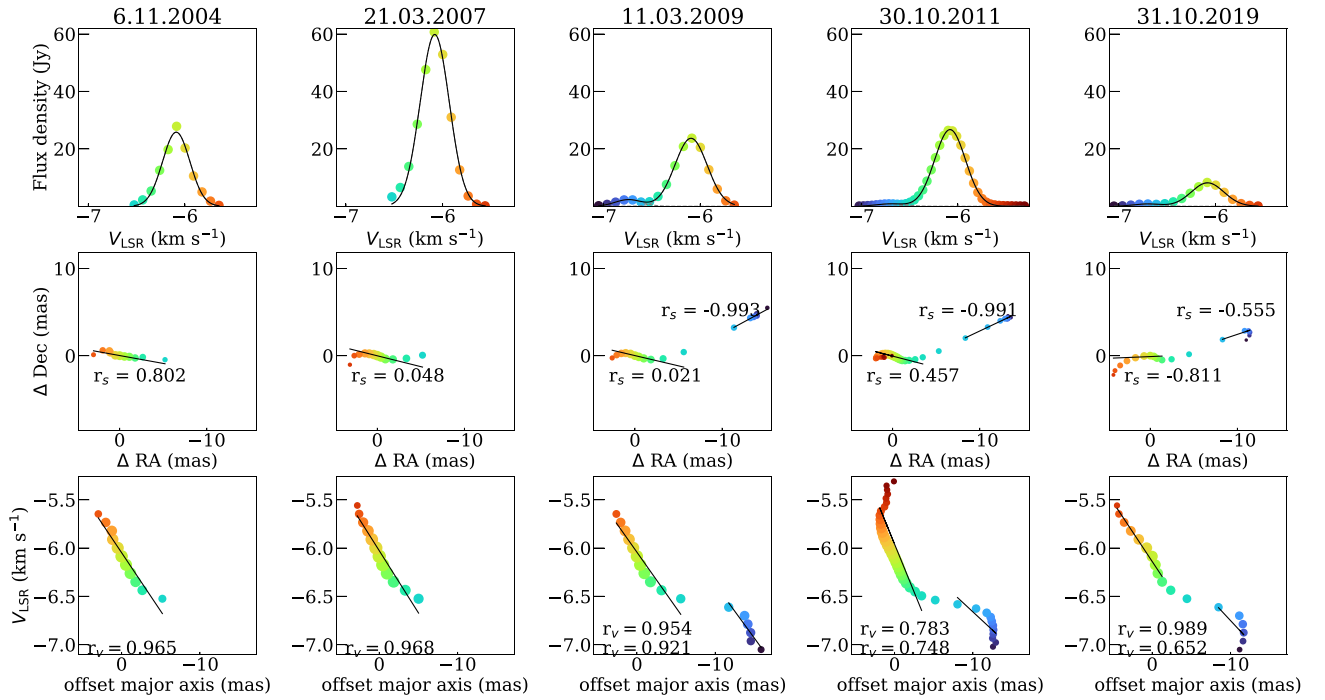 6.11.2004 21.03.2007 11.03.2009 30.10.2011 31.10.2019
Flux density (Jy)
60 60 60 60 60
40 40 40 40 40
20 20 20 20 20
−7 −6 −7 −6 −7 −6 −7 −6 −7 −6
V_LSR (km s⁻¹) V_LSR (km s⁻¹) V_LSR (km s⁻¹) V_LSR (km s⁻¹) V_LSR (km s⁻¹)
Δ Dec (mas)
10 10 10 10 10
r_s = -0.993 r_s = -0.991 r_s = -0.555
0 0 0 0 0
r_s = 0.802 r_s = 0.048 r_s = 0.021 r_s = 0.457 r_s = -0.811
0 −10 0 −10 0 −10 0 −10 0 −10
Δ RA (mas) Δ RA (mas) Δ RA (mas) Δ RA (mas) Δ RA (mas)
V_LSR (km s⁻¹)
−5.5 −5.5 −5.5 −5.5 −5.5
−6.0 −6.0 −6.0 −6.0 −6.0
−6.5 −6.5 −6.5 −6.5 −6.5
r_v = 0.954 r_v = 0.783 r_v = 0.989
−7.0 −7.0 −7.0 −7.0 −7.0
r_v = 0.965 r_v = 0.968 r_v = 0.921 r_v = 0.748 r_v = 0.652
0 −10 0 −10 0 −10 0 −10 0 −10
offset major axis (mas) offset major axis (mas) offset major axis (mas) offset major axis (mas) offset major axis (mas)